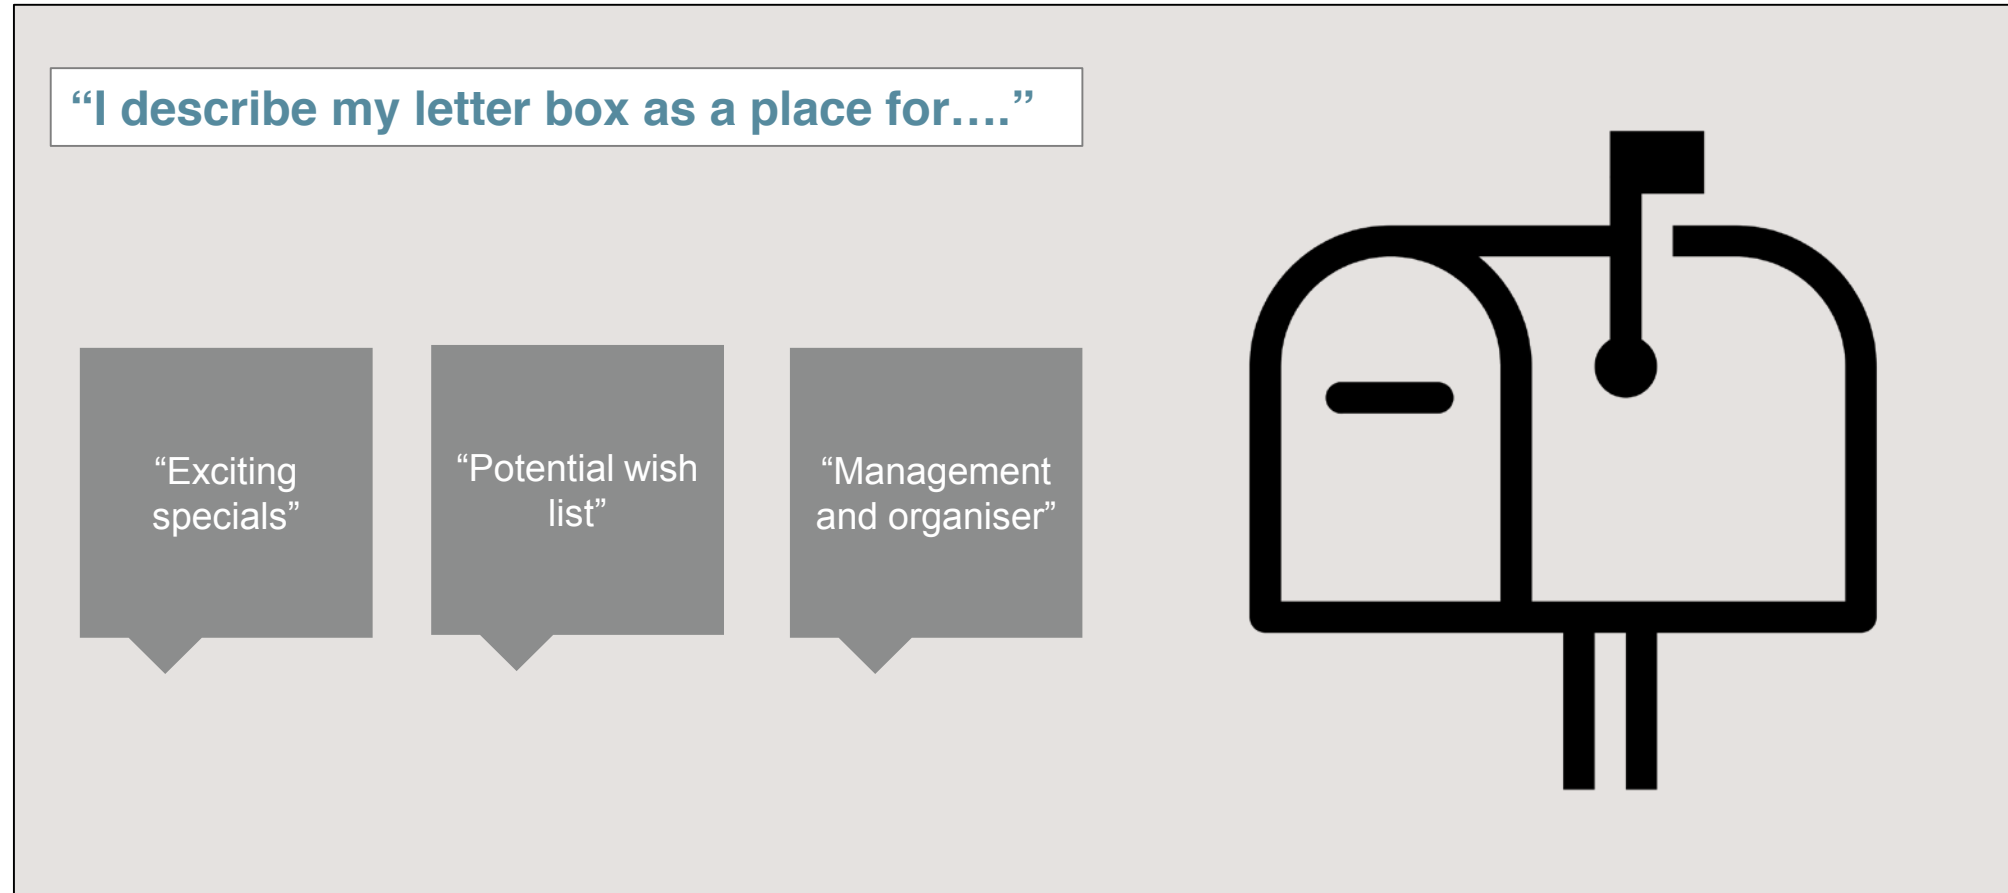 “I describe my letter box as a place for….”
“Exciting
specials”
“Potential wish
list”
“Management
and organiser”